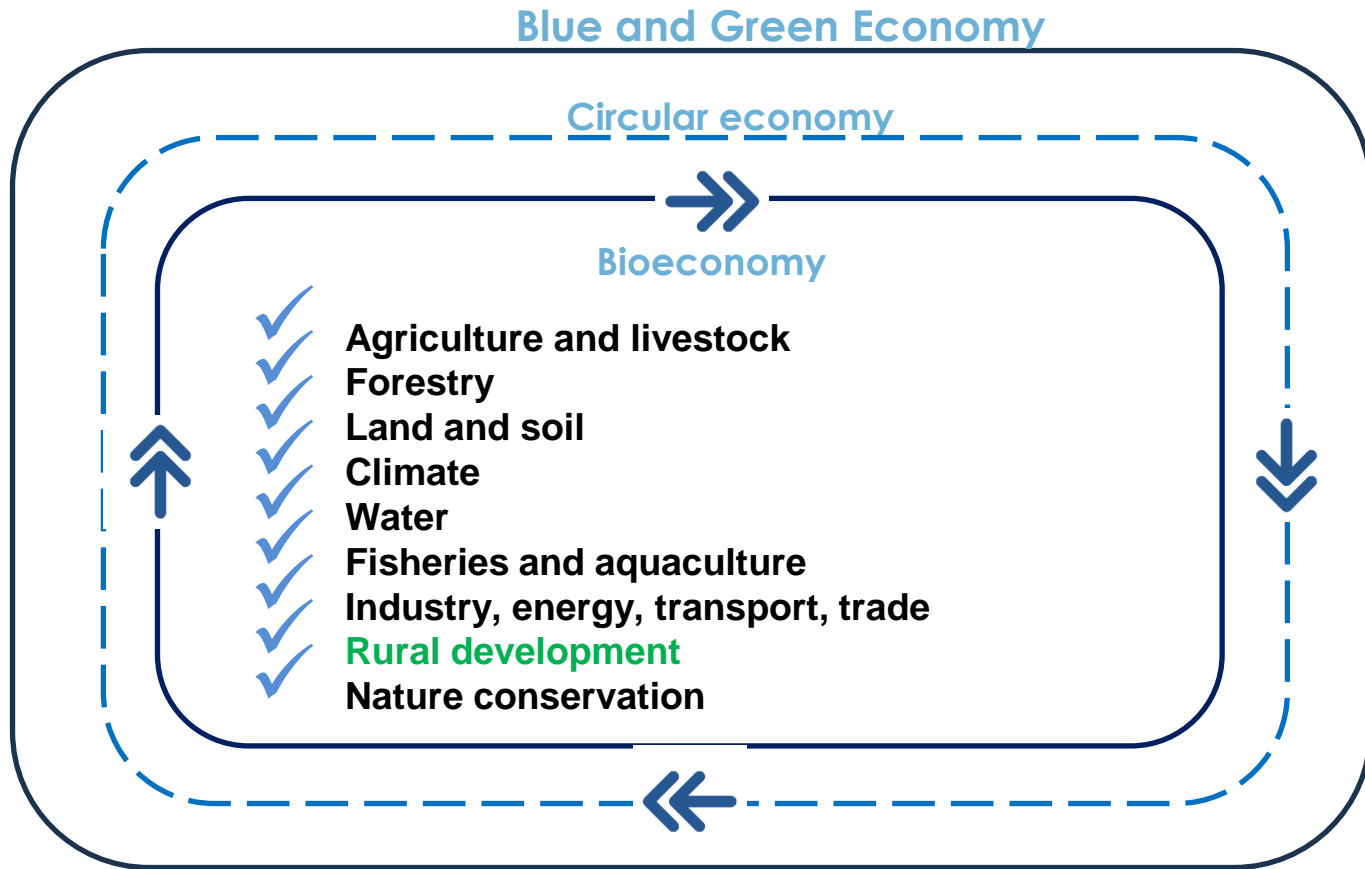 Blue and Green Economy
Circular economy
Bioeconomy
Agriculture and livestock
Forestry
Land and soil
Climate
Water
Fisheries and aquaculture
Industry, energy, transport, trade
Rural development
Nature conservation